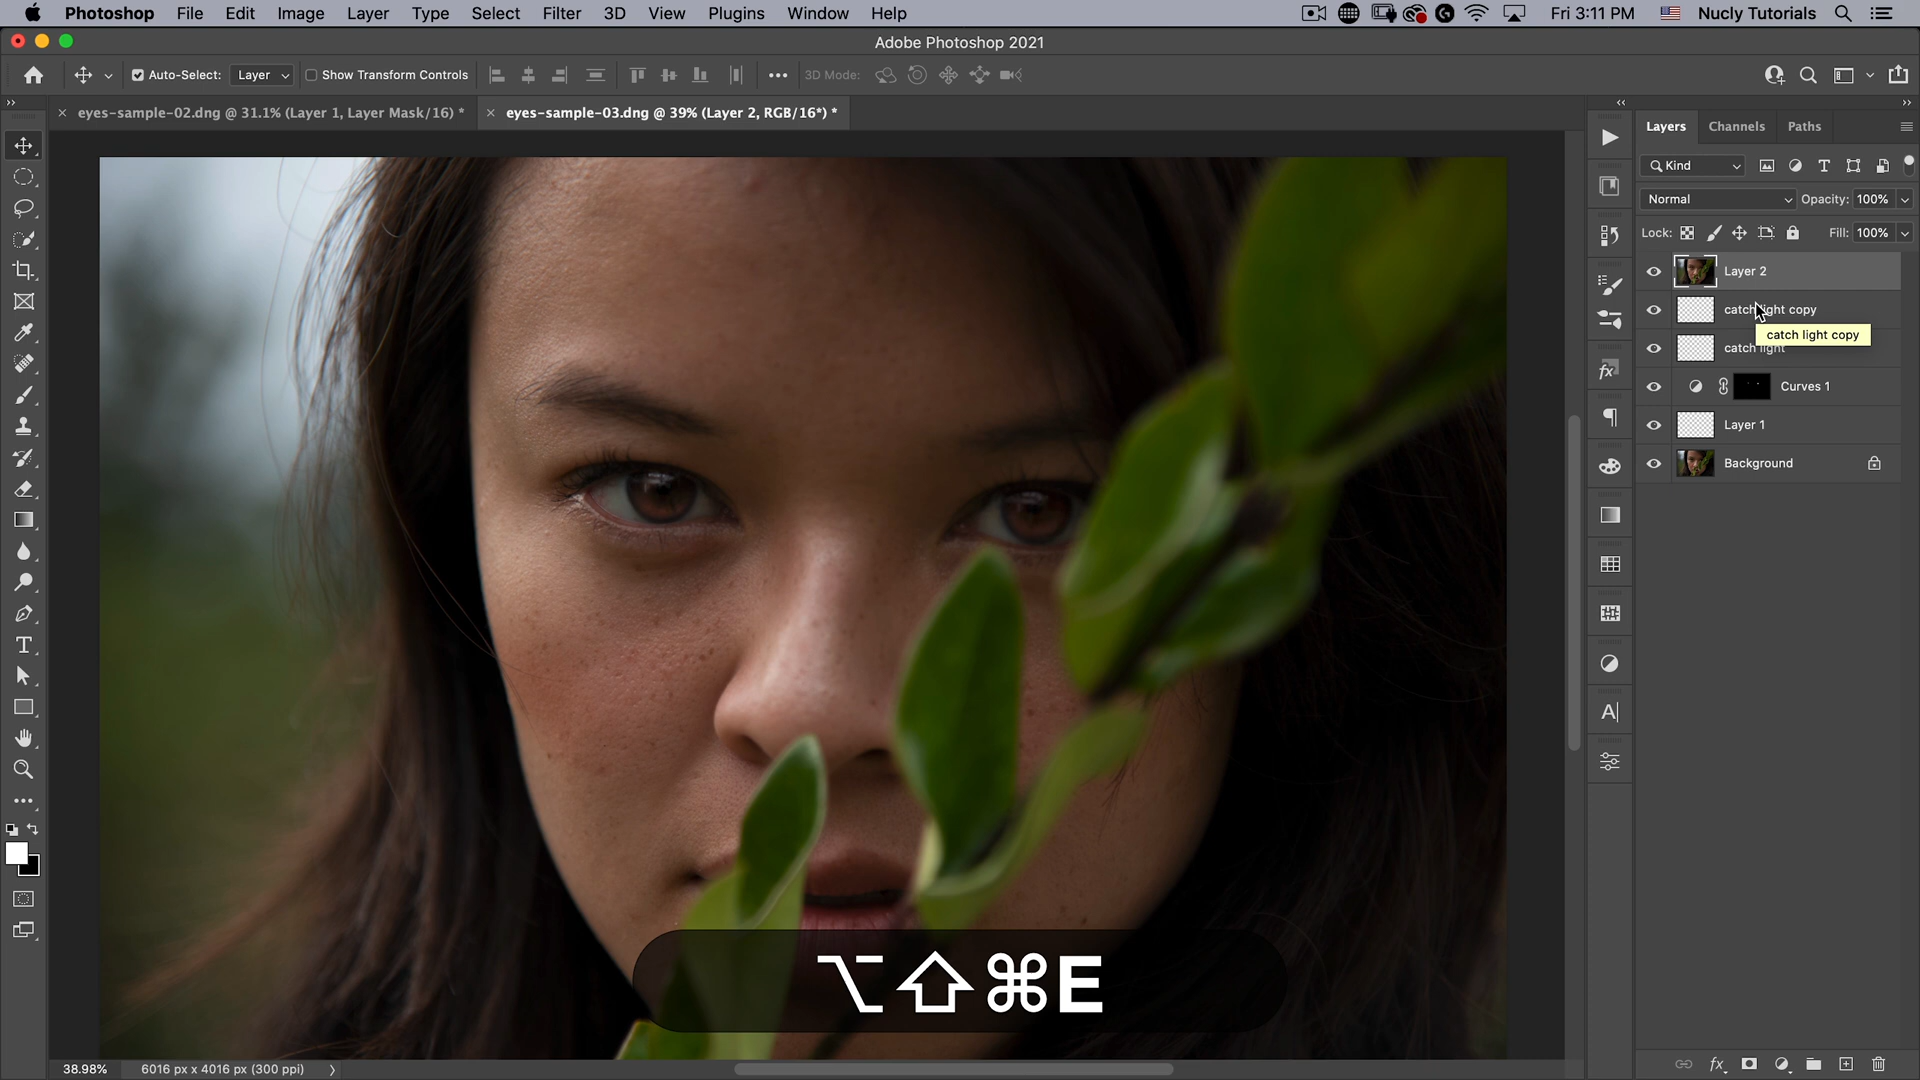 Photoshop File Edit Image Layer Type Select Filter 3D View Plugins Window Help Fri 3:11 PM Nucly Tutorials
Adobe Photoshop 2021
Auto-Select: Layer Show Transform Controls 3D Mode:
eyes-sample-02.dng @ 31.1% (Layer 1, Layer Mask/16) *
eyes-sample-03.dng @ 39% (Layer 2, RGB/16*) *
Layers Channels Paths
Kind
Normal Opacity: 100%
Lock: Fill: 100%
Layer 2
catch light copy
catch light copy
catch light
Curves 1
Layer 1
Background
⌥⇧⌘E
38.98% 6016 px x 4016 px (300 ppi)